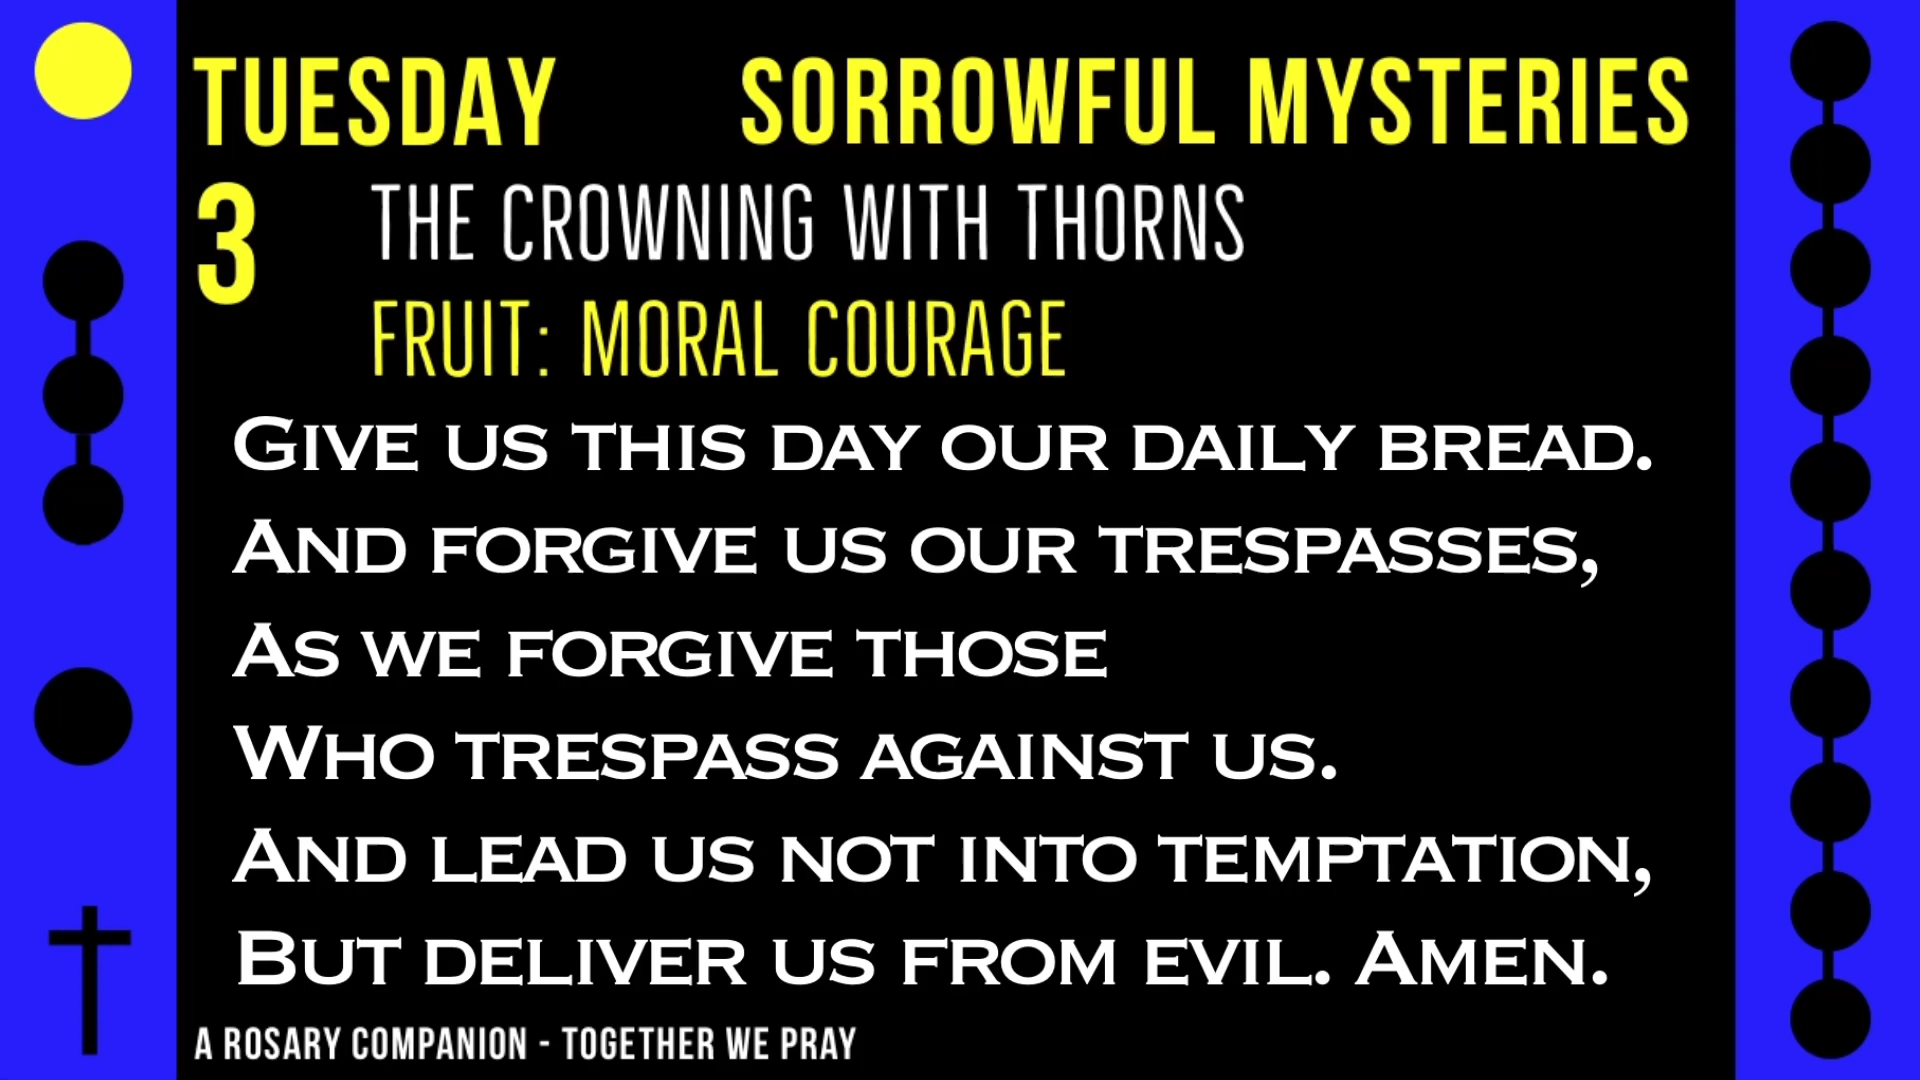 TUESDAY SORROWFUL MYSTERIES
3 THE CROWNING WITH THORNS
FRUIT: MORAL COURAGE
GIVE US THIS DAY OUR DAILY BREAD.
AND FORGIVE US OUR TRESPASSES,
AS WE FORGIVE THOSE
WHO TRESPASS AGAINST US.
AND LEAD US NOT INTO TEMPTATION,
BUT DELIVER US FROM EVIL. AMEN.
A ROSARY COMPANION - TOGETHER WE PRAY